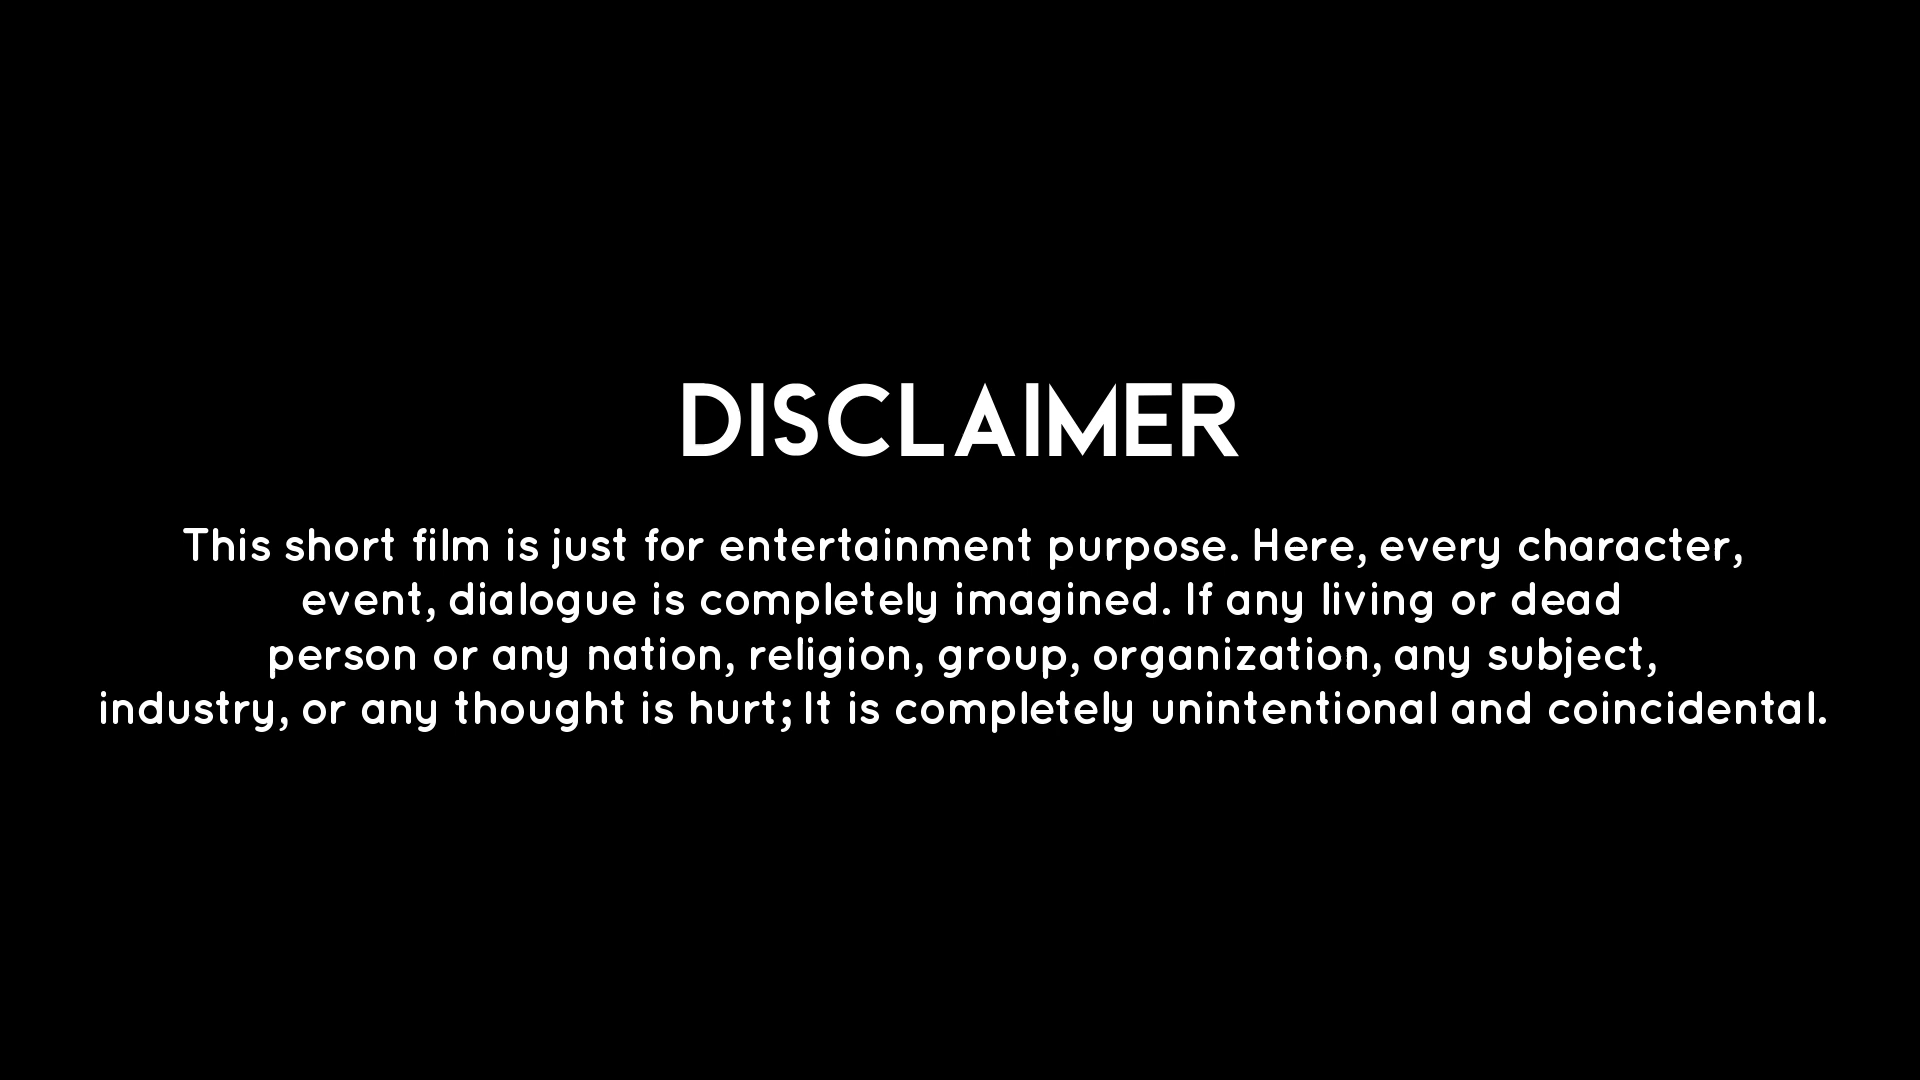 DISCLAIMER
This short film is just for entertainment purpose. Here, every character,
event, dialogue is completely imagined. If any living or dead
person or any nation, religion, group, organization, any subject,
industry, or any thought is hurt; It is completely unintentional and coincidental.